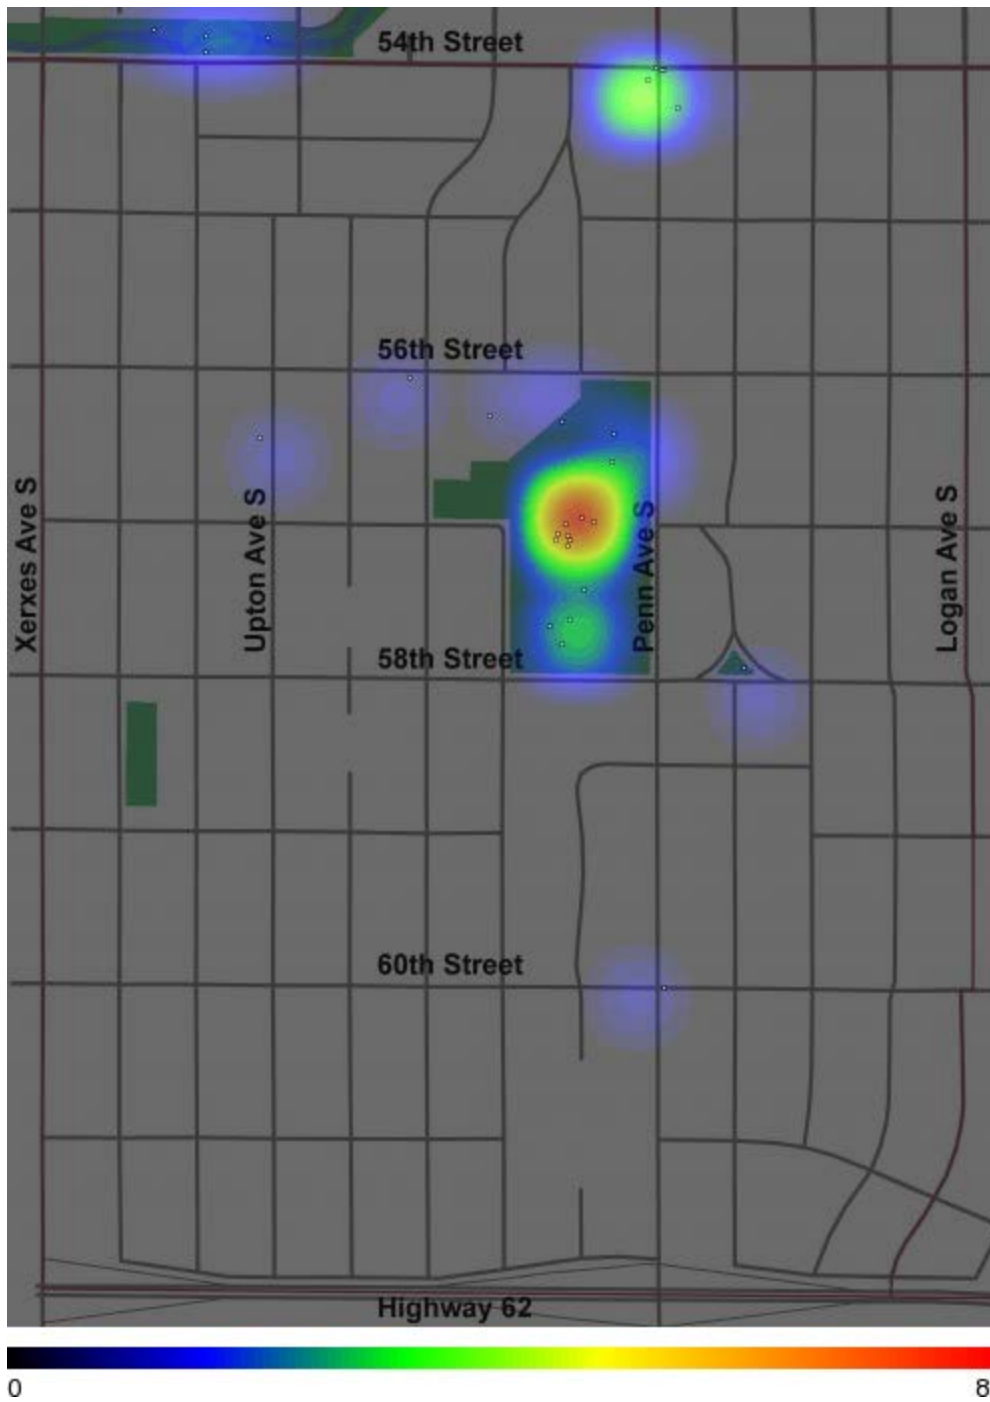 54th Street
56th Street
Xerxes Ave S
Upton Ave S
Penn Ave S
Logan Ave S
58th Street
60th Street
Highway 62
0
8